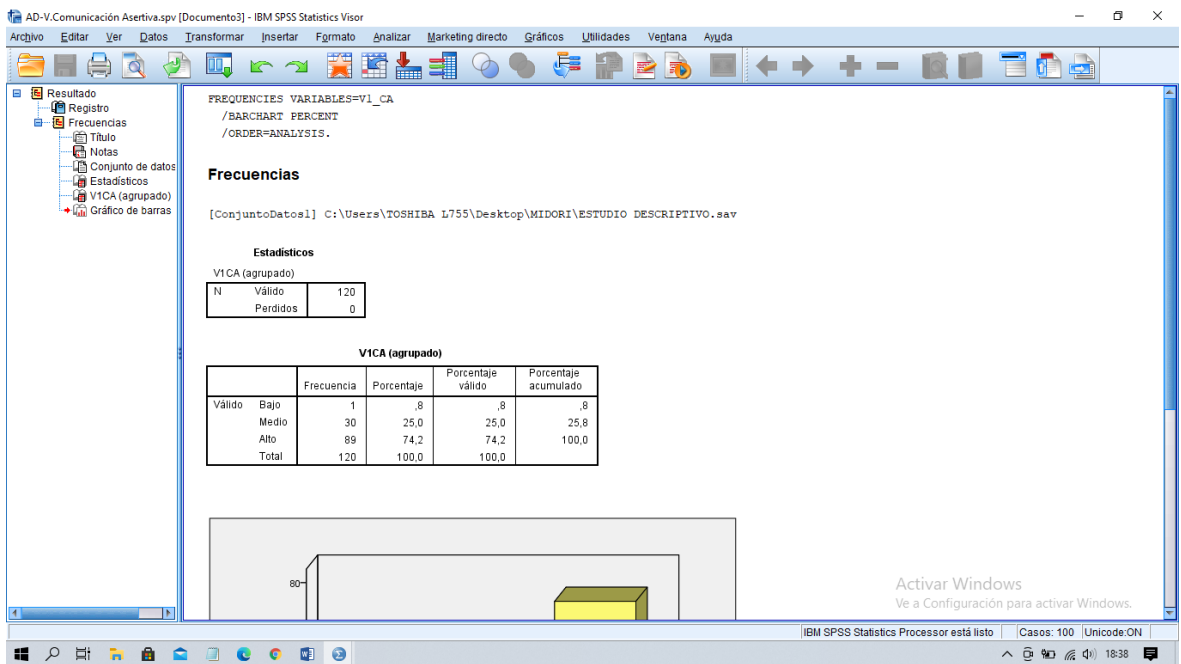 AD-V.Comunicación Asertiva.spv [Documento3] - IBM SPSS Statistics Visor
Archivo Editar Ver Datos Transformar Insertar Formato Analizar Marketing directo Gráficos Utilidades Ventana Ayuda
Resultado
Registro
Frecuencias
Título
Notas
Conjunto de datos
Estadísticos
V1CA (agrupado)
Gráfico de barras
FREQUENCIES VARIABLES=V1_CA
/BARCHART PERCENT
/ORDER=ANALYSIS.
Frecuencias
[ConjuntoDatos1] C:\Users\TOSHIBA L755\Desktop\MIDORI\ESTUDIO DESCRIPTIVO.sav
Estadísticos
V1CA (agrupado)
N Válido 120
Perdidos 0
V1CA (agrupado)
Frecuencia Porcentaje Porcentaje válido Porcentaje acumulado
Válido Bajo 1 ,8 ,8 ,8
Medio 30 25,0 25,0 25,8
Alto 89 74,2 74,2 100,0
Total 120 100,0 100,0
80
Activar Windows
Ve a Configuración para activar Windows.
IBM SPSS Statistics Processor está listo Casos: 100 Unicode:ON
18:38